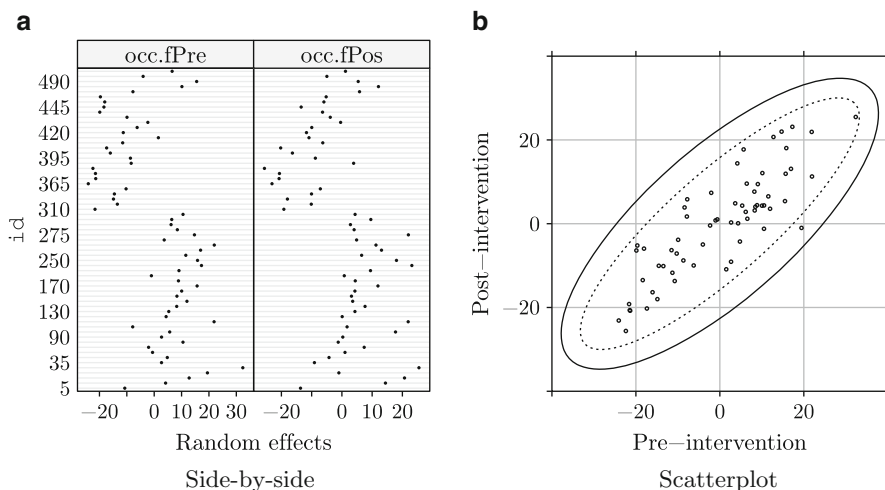 a
occ.fPre occ.fPos
490
445
420
395
365
310
275
250
170
130
90
35
5
id
−20 0 10 20 30 −20 0 10 20
Random effects
Side-by-side
b
20
0
−20
Post−intervention
−20 0 20
Pre−intervention
Scatterplot